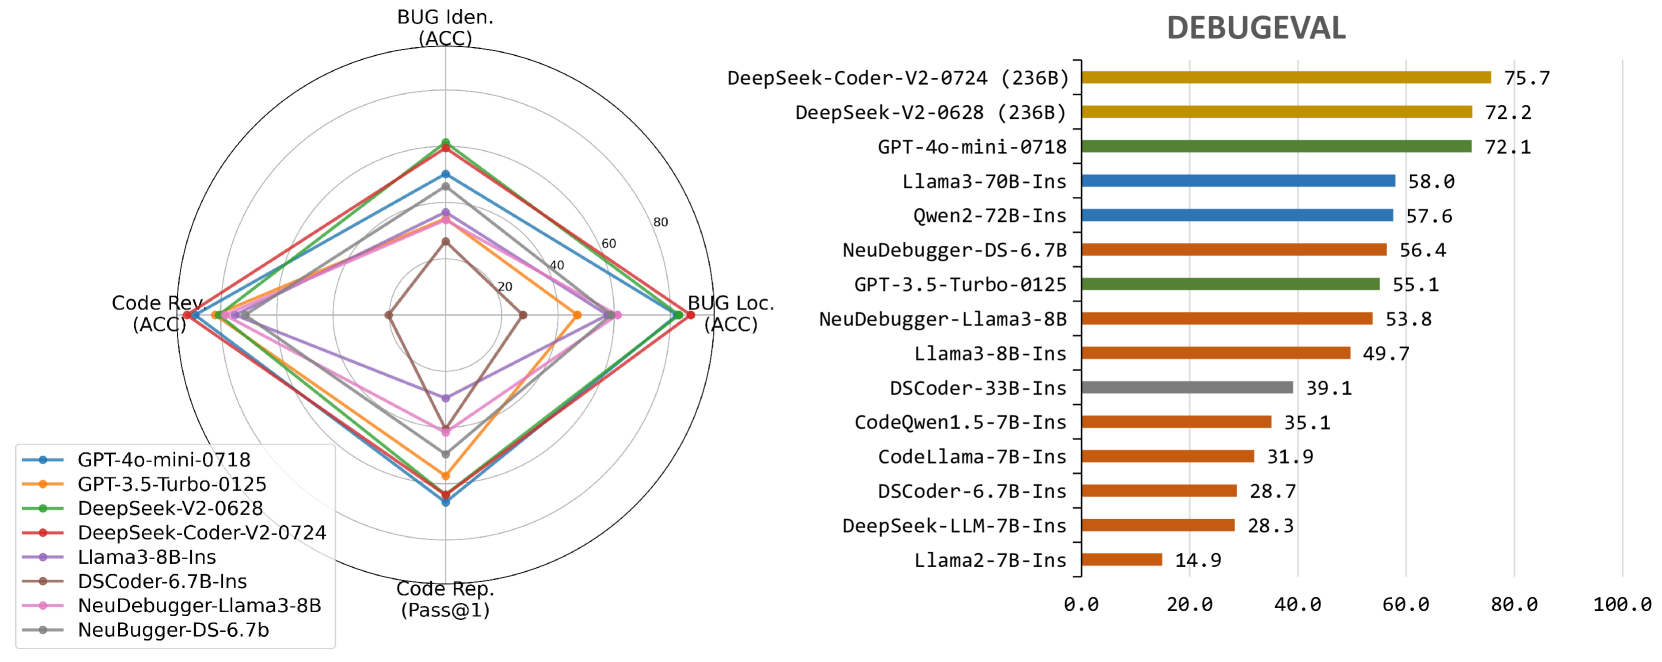 BUG Iden.
(ACC)
80
60
40
20
Code Rev.
(ACC)
BUG Loc.
(ACC)
Code Rep.
(Pass@1)
GPT-4o-mini-0718
GPT-3.5-Turbo-0125
DeepSeek-V2-0628
DeepSeek-Coder-V2-0724
Llama3-8B-Ins
DSCoder-6.7B-Ins
NeuDebugger-Llama3-8B
NeuBugger-DS-6.7b
DEBUGEVAL
DeepSeek-Coder-V2-0724 (236B) 75.7
DeepSeek-V2-0628 (236B) 72.2
GPT-4o-mini-0718 72.1
Llama3-70B-Ins 58.0
Qwen2-72B-Ins 57.6
NeuDebugger-DS-6.7B 56.4
GPT-3.5-Turbo-0125 55.1
NeuDebugger-Llama3-8B 53.8
Llama3-8B-Ins 49.7
DSCoder-33B-Ins 39.1
CodeQwen1.5-7B-Ins 35.1
CodeLlama-7B-Ins 31.9
DSCoder-6.7B-Ins 28.7
DeepSeek-LLM-7B-Ins 28.3
Llama2-7B-Ins 14.9
0.0 20.0 40.0 60.0 80.0 100.0